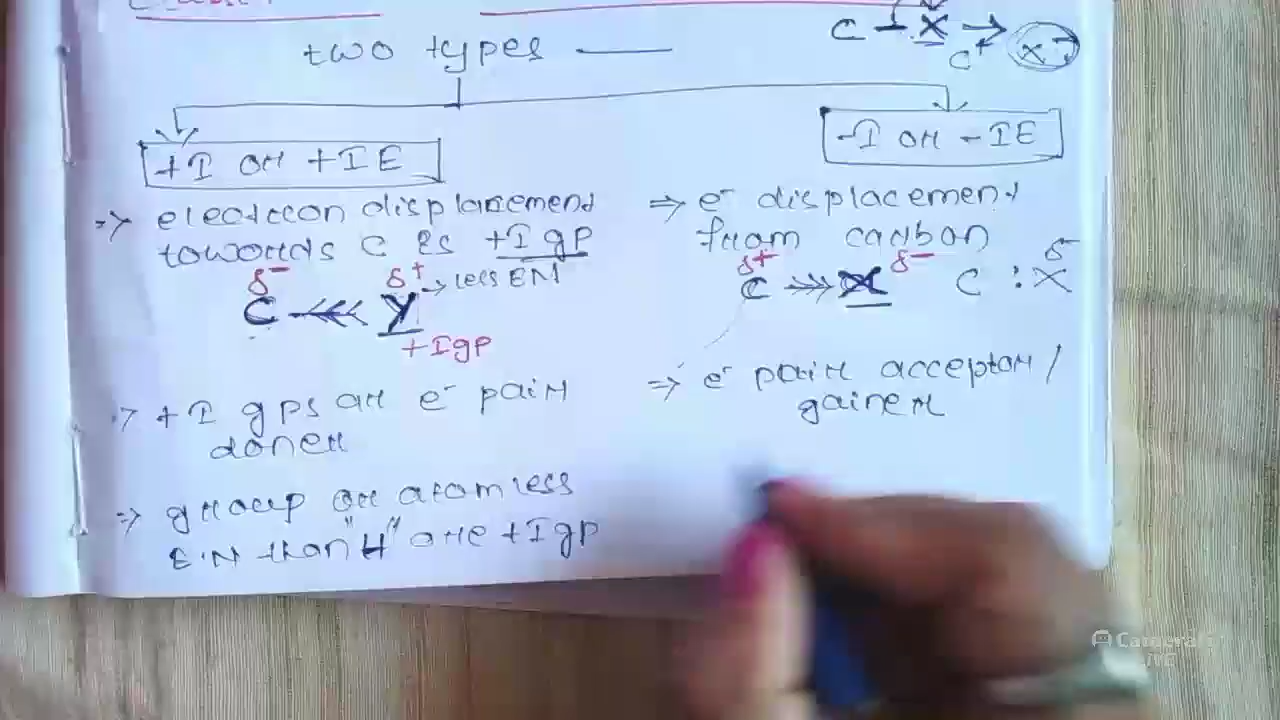 two types
C X →
C+ X-
+I or +IE
-I or -IE
=> electron displacement
towards C is +I gp
δ- δ+ → less EN
C Y
+I gp
=> +I gps are e- pair
doner
=> group or atom less
E.N than "H" are +I gp
=> e- displacement
from carbon
δ+ δ- δ-
C X C : X
=> e- pair acceptor /
gainer